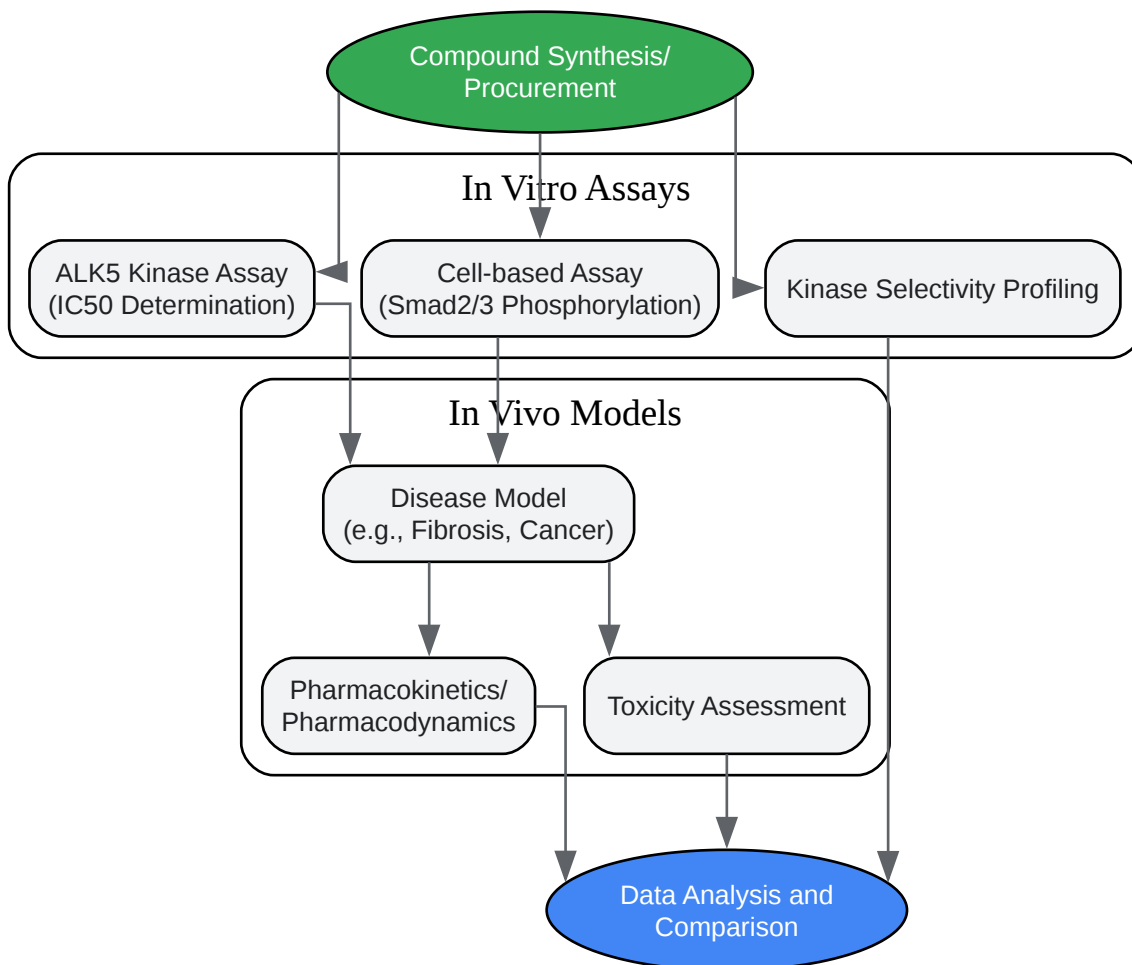 Compound Synthesis/
Procurement
In Vitro Assays
ALK5 Kinase Assay
(IC50 Determination)
Cell-based Assay
(Smad2/3 Phosphorylation)
Kinase Selectivity Profiling
In Vivo Models
Disease Model
(e.g., Fibrosis, Cancer)
Pharmacokinetics/
Pharmacodynamics
Toxicity Assessment
Data Analysis and
Comparison